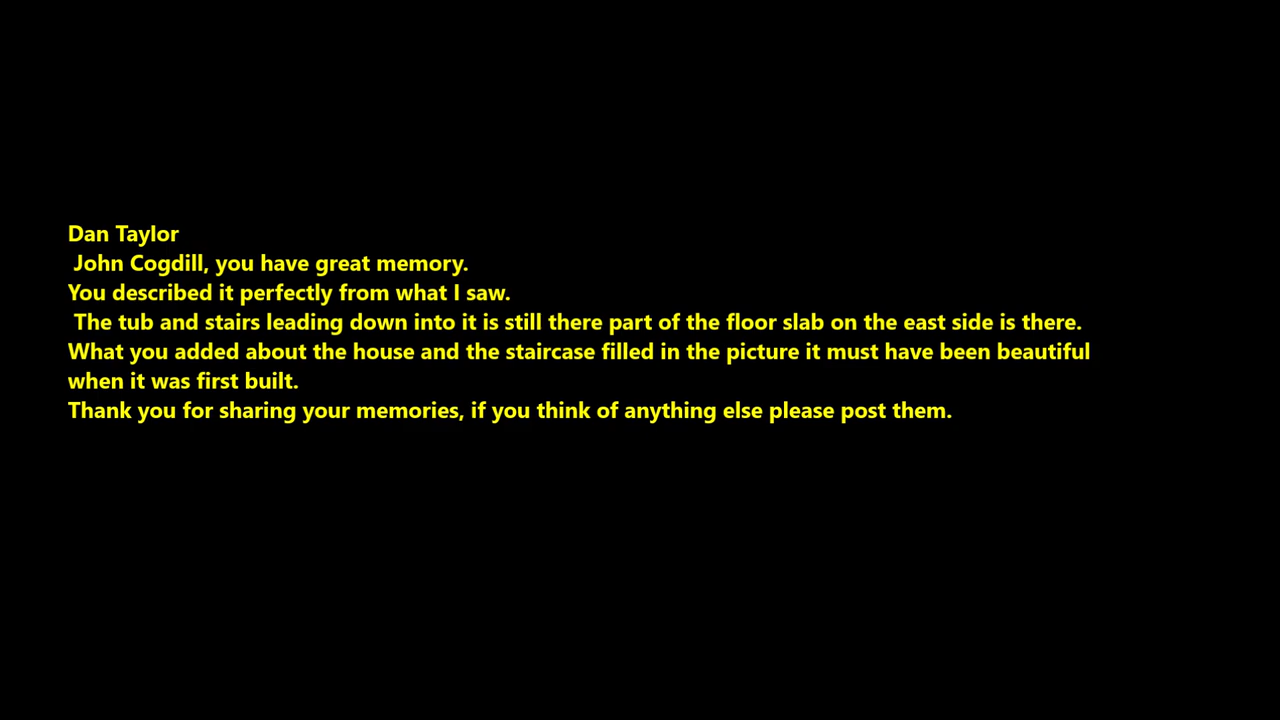 Dan Taylor
John Cogdill, you have great memory.
You described it perfectly from what I saw.
The tub and stairs leading down into it is still there part of the floor slab on the east side is there.
What you added about the house and the staircase filled in the picture it must have been beautiful
when it was first built.
Thank you for sharing your memories, if you think of anything else please post them.